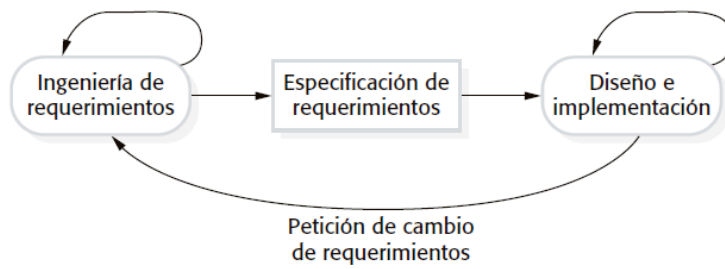 Ingeniería de
requerimientos
Especificación de
requerimientos
Diseño e
implementación
Petición de cambio
de requerimientos